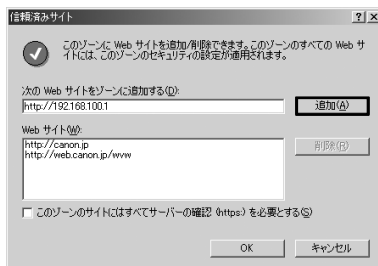 信頼済みサイト
このゾーンに Web サイトを追加/削除できます。このゾーンのすべての Web サ
イトには、このゾーンのセキュリティの設定が適用されます。
次の Web サイトをゾーンに追加する(D):
http://192.168.100.1
追加(A)
Web サイト(W):
http://canon.jp
http://web.canon.jp/wvw
削除(R)
このゾーンのサイトにはすべてサーバーの確認 (https:) を必要とする(S)
OK
キャンセル